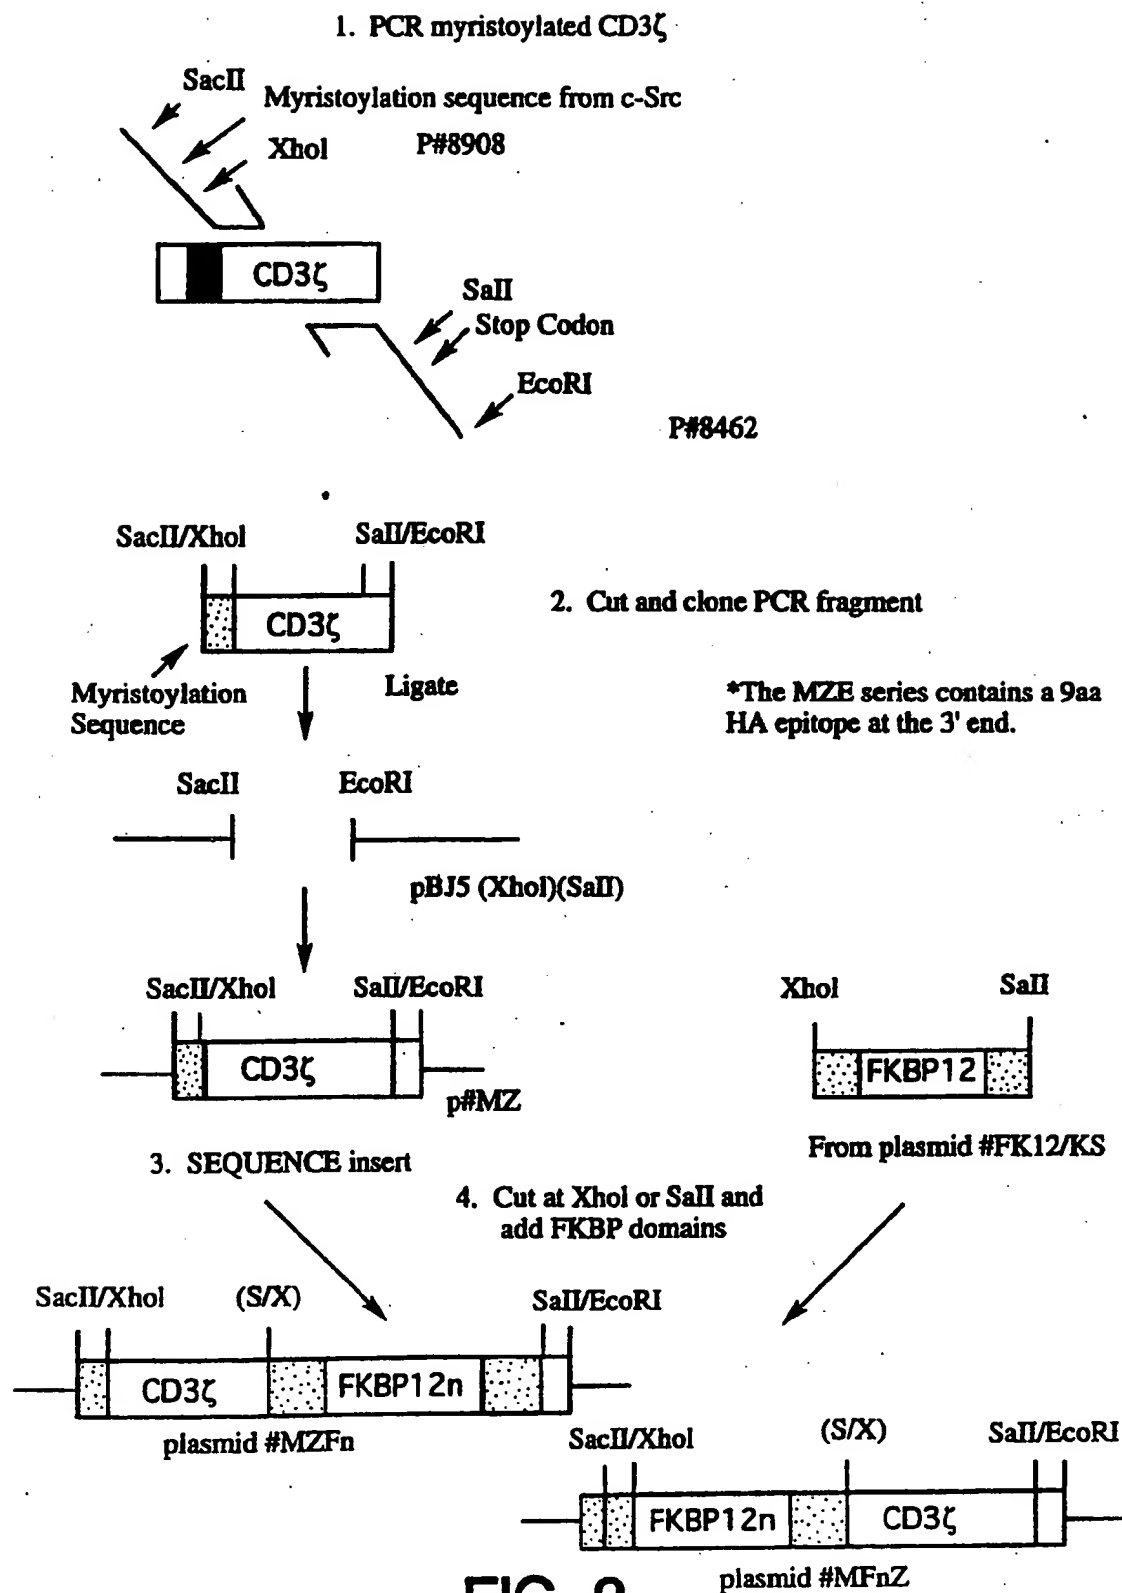 1. PCR myristoylated CD3ζ
SacII
Myristoylation sequence from c-Src
XhoI
P#8908
CD3ζ
SalI
Stop Codon
EcoRI
P#8462
SacII/XhoI
SalI/EcoRI
CD3ζ
2. Cut and clone PCR fragment
Myristoylation
Sequence
Ligate
*The MZE series contains a 9aa
HA epitope at the 3' end.
SacII
EcoRI
pBJ5 (XhoI)(SalI)
SacII/XhoI
SalI/EcoRI
CD3ζ
p#MZ
XhoI
SalI
FKBP12
From plasmid #FK12/KS
3. SEQUENCE insert
4. Cut at XhoI or SalI and
add FKBP domains
SacII/XhoI
(S/X)
SalI/EcoRI
CD3ζ
FKBP12n
plasmid #MZFn
SacII/XhoI
(S/X)
SalI/EcoRI
FKBP12n
CD3ζ
plasmid #MFnZ
FIG.